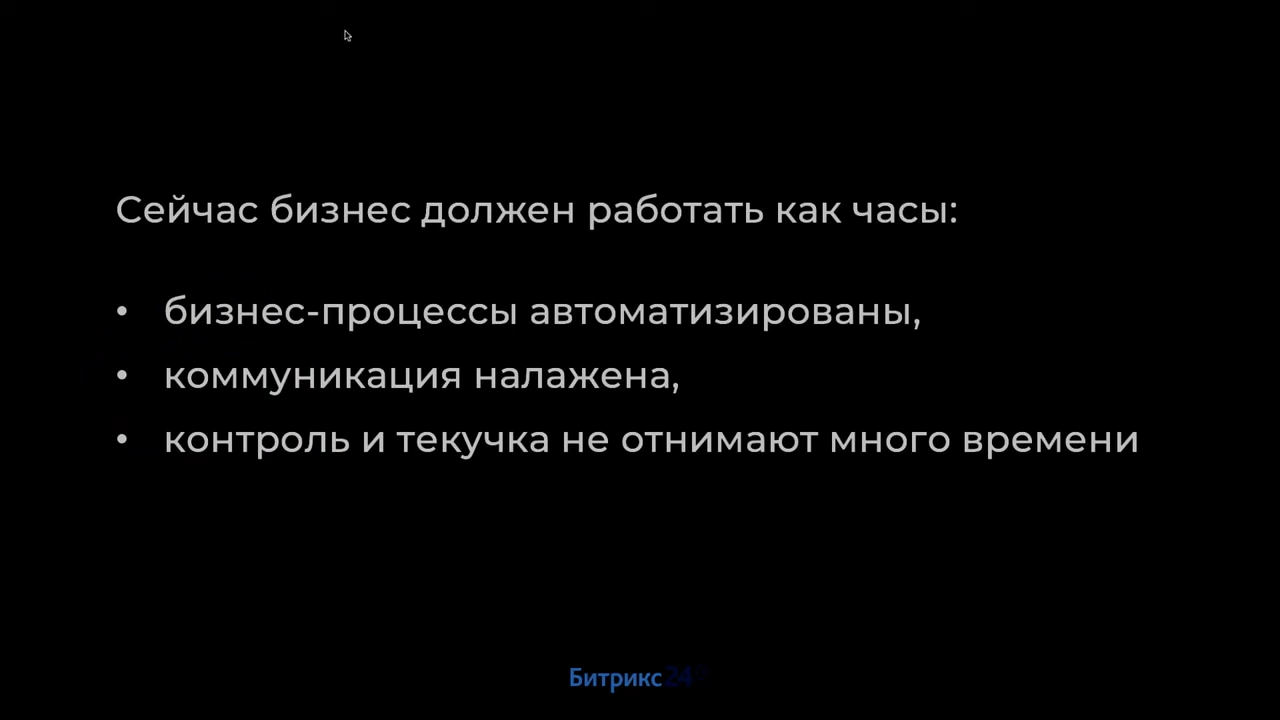 Сейчас бизнес должен работать как часы:
• бизнес-процессы автоматизированы,
• коммуникация налажена,
• контроль и текучка не отнимают много времени
Битрикс24